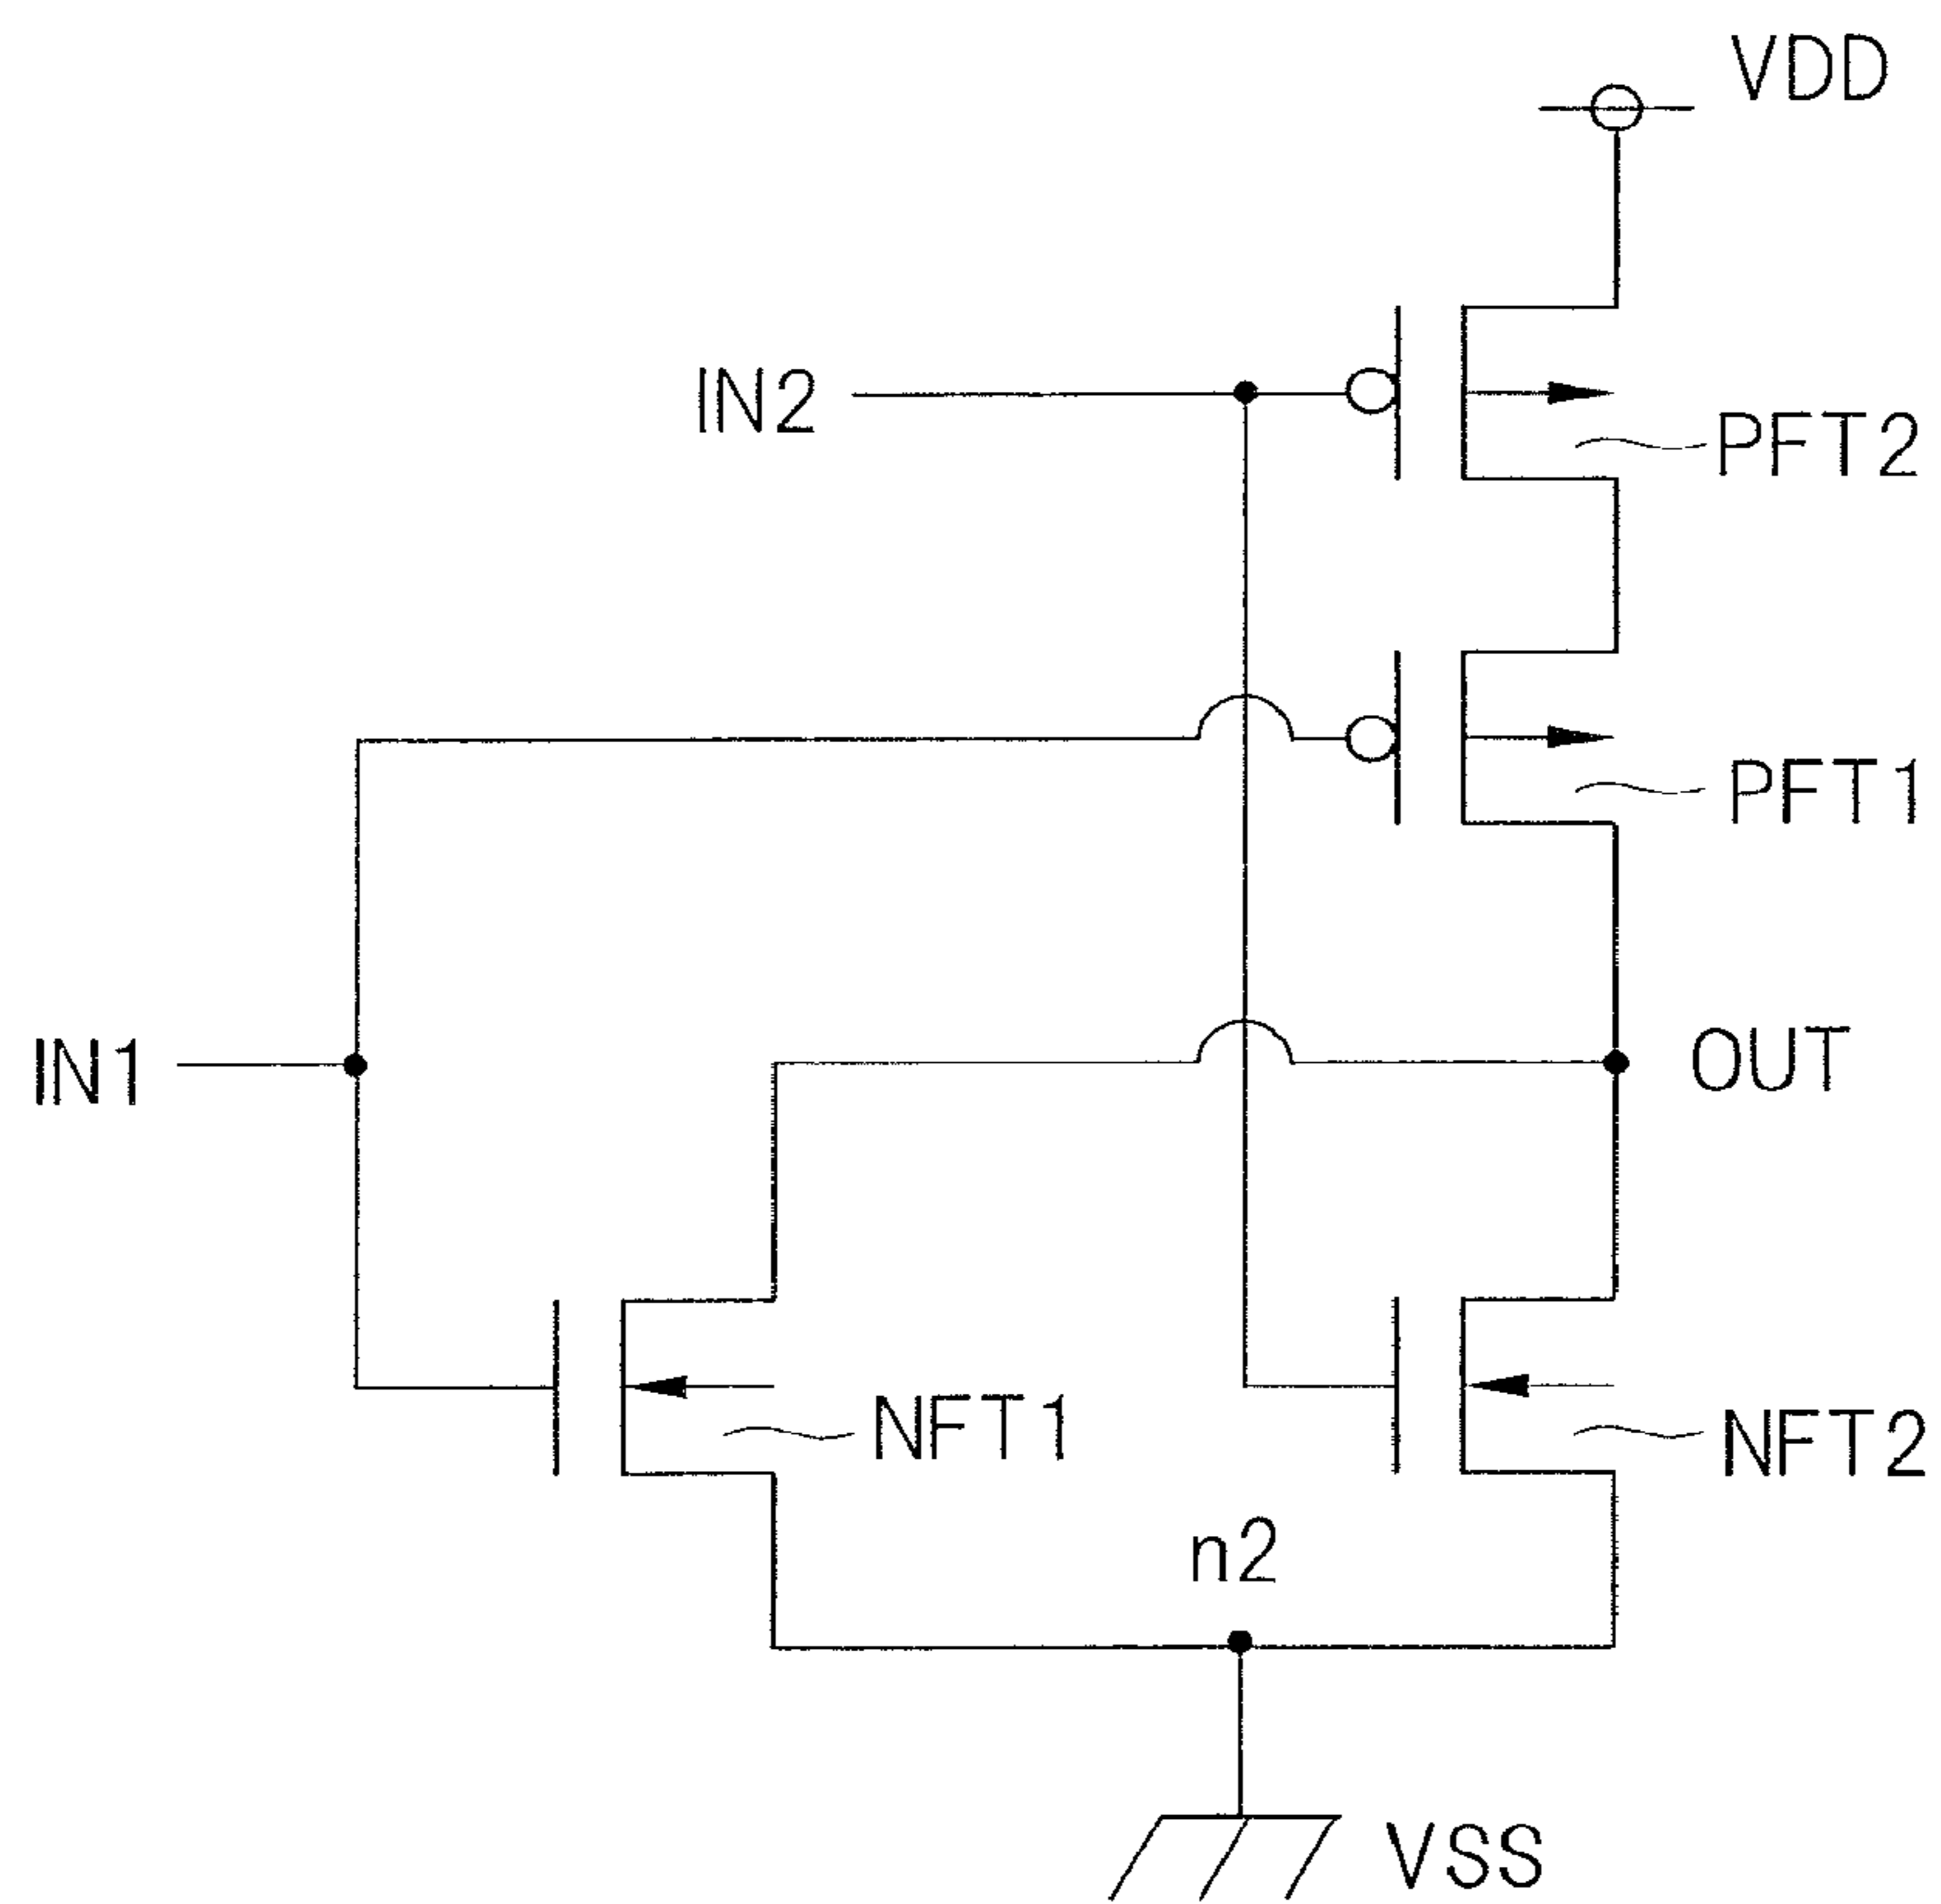 VDD
IN2
PFT2
PFT1
IN1
OUT
NFT1
NFT2
n2
VSS